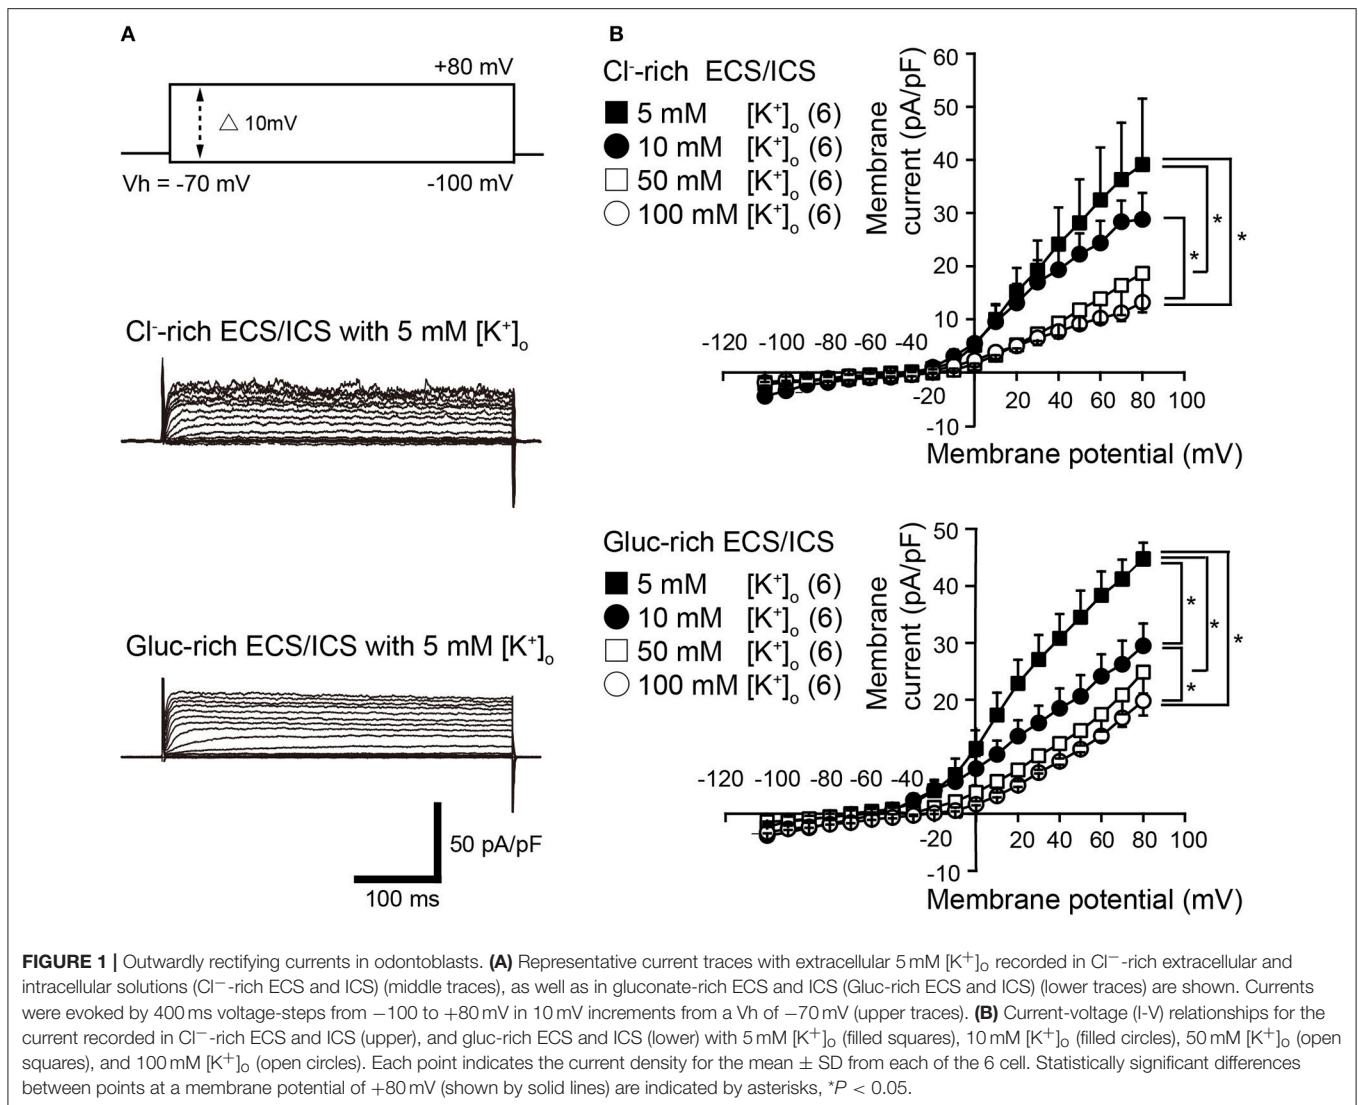 A
+80 mV
△ 10mV
Vh = -70 mV
-100 mV
Cl⁻-rich ECS/ICS with 5 mM [K⁺]ₒ
Gluc-rich ECS/ICS with 5 mM [K⁺]ₒ
50 pA/pF
100 ms
B
Cl⁻-rich ECS/ICS
■ 5 mM [K⁺]ₒ (6)
● 10 mM [K⁺]ₒ (6)
□ 50 mM [K⁺]ₒ (6)
○ 100 mM [K⁺]ₒ (6)
Membrane
current (pA/pF)
60
50
40
30
20
10
-10
-120 -100 -80 -60 -40
-20
20 40 60 80 100
Membrane potential (mV)
*
*
*
Gluc-rich ECS/ICS
■ 5 mM [K⁺]ₒ (6)
● 10 mM [K⁺]ₒ (6)
□ 50 mM [K⁺]ₒ (6)
○ 100 mM [K⁺]ₒ (6)
Membrane
current (pA/pF)
50
40
30
20
-10
-120 -100 -80 -60 -40
-20
20 40 60 80 100
Membrane potential (mV)
*
*
*
*
FIGURE 1 | Outwardly rectifying currents in odontoblasts. (A) Representative current traces with extracellular 5 mM [K⁺]ₒ recorded in Cl⁻-rich extracellular and
intracellular solutions (Cl⁻-rich ECS and ICS) (middle traces), as well as in gluconate-rich ECS and ICS (Gluc-rich ECS and ICS) (lower traces) are shown. Currents
were evoked by 400 ms voltage-steps from −100 to +80 mV in 10 mV increments from a Vh of −70 mV (upper traces). (B) Current-voltage (I-V) relationships for the
current recorded in Cl⁻-rich ECS and ICS (upper), and gluc-rich ECS and ICS (lower) with 5 mM [K⁺]ₒ (filled squares), 10 mM [K⁺]ₒ (filled circles), 50 mM [K⁺]ₒ (open
squares), and 100 mM [K⁺]ₒ (open circles). Each point indicates the current density for the mean ± SD from each of the 6 cell. Statistically significant differences
between points at a membrane potential of +80 mV (shown by solid lines) are indicated by asterisks, *P < 0.05.